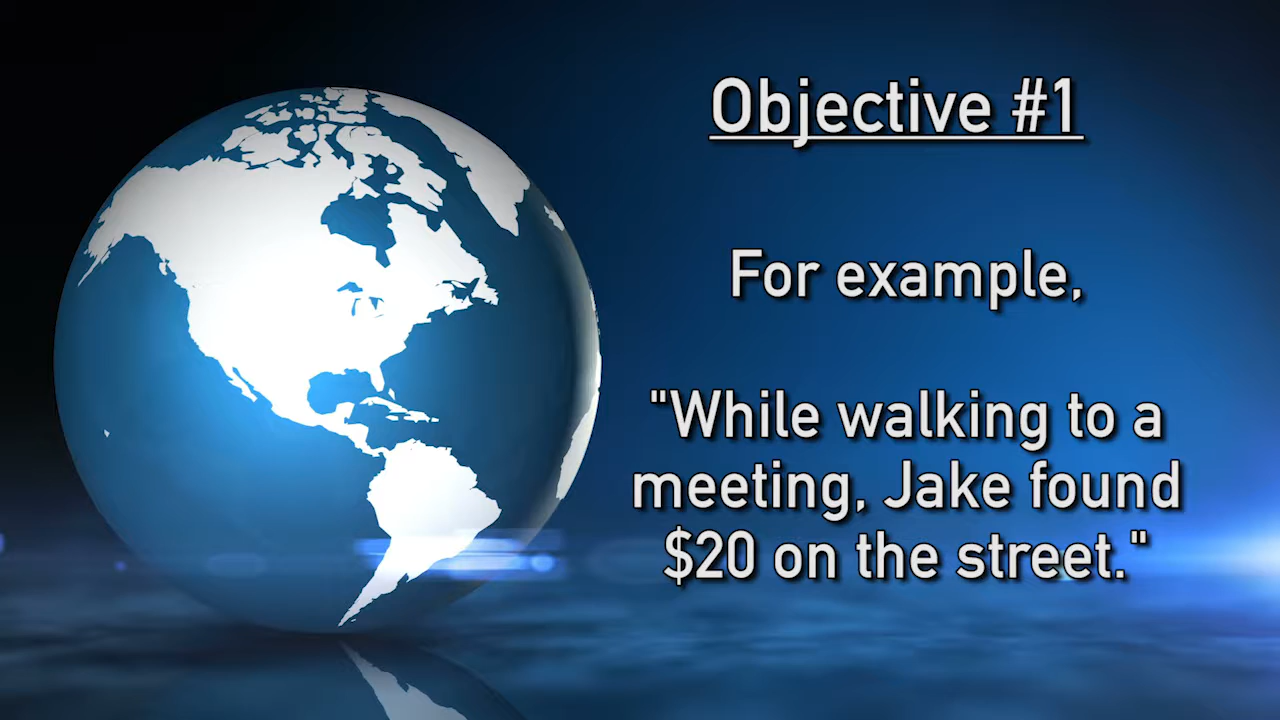 Objective #1
For example,
"While walking to a
meeting, Jake found
$20 on the street."